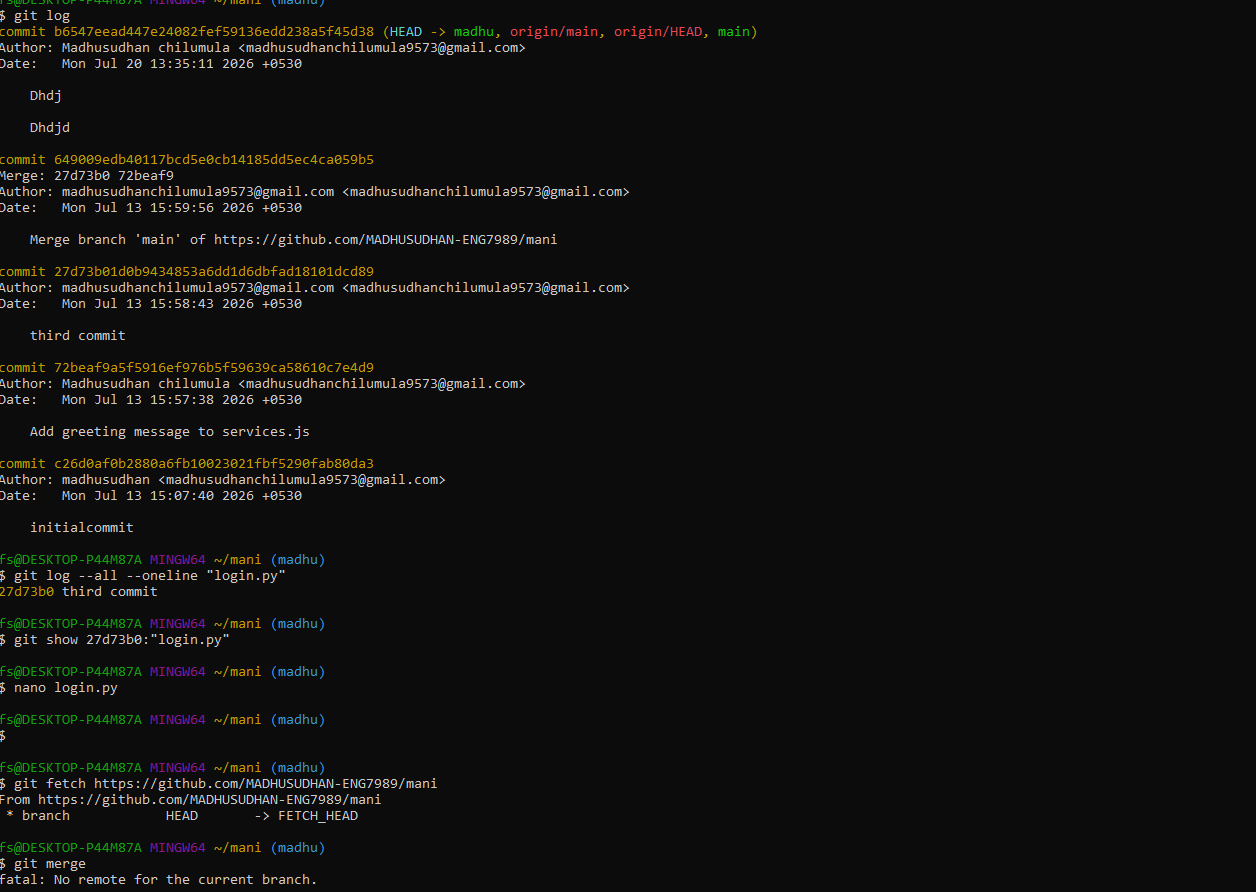 fs@DESKTOP-P44M87A MINGW64 ~/mani (madhu)
$ git log
commit b6547eead447e24082fef59136edd238a5f45d38 (HEAD -> madhu, origin/main, origin/HEAD, main)
Author: Madhusudhan chilumula <madhusudhanchilumula9573@gmail.com>
Date:   Mon Jul 20 13:35:11 2026 +0530
Dhdj
Dhdjd
commit 649009edb40117bcd5e0cb14185dd5ec4ca059b5
Merge: 27d73b0 72beaf9
Author: madhusudhanchilumula9573@gmail.com <madhusudhanchilumula9573@gmail.com>
Date:   Mon Jul 13 15:59:56 2026 +0530
Merge branch 'main' of https://github.com/MADHUSUDHAN-ENG7989/mani
commit 27d73b01d0b9434853a6dd1d6dbfad18101dcd89
Author: madhusudhanchilumula9573@gmail.com <madhusudhanchilumula9573@gmail.com>
Date:   Mon Jul 13 15:58:43 2026 +0530
third commit
commit 72beaf9a5f5916ef976b5f59639ca58610c7e4d9
Author: Madhusudhan chilumula <madhusudhanchilumula9573@gmail.com>
Date:   Mon Jul 13 15:57:38 2026 +0530
Add greeting message to services.js
commit c26d0af0b2880a6fb10023021fbf5290fab80da3
Author: madhusudhan <madhusudhanchilumula9573@gmail.com>
Date:   Mon Jul 13 15:07:40 2026 +0530
initialcommit
fs@DESKTOP-P44M87A MINGW64 ~/mani (madhu)
$ git log --all --oneline "login.py"
27d73b0 third commit
fs@DESKTOP-P44M87A MINGW64 ~/mani (madhu)
$ git show 27d73b0:"login.py"
fs@DESKTOP-P44M87A MINGW64 ~/mani (madhu)
$ nano login.py
fs@DESKTOP-P44M87A MINGW64 ~/mani (madhu)
$
fs@DESKTOP-P44M87A MINGW64 ~/mani (madhu)
$ git fetch https://github.com/MADHUSUDHAN-ENG7989/mani
From https://github.com/MADHUSUDHAN-ENG7989/mani
 * branch            HEAD       -> FETCH_HEAD
fs@DESKTOP-P44M87A MINGW64 ~/mani (madhu)
$ git merge
fatal: No remote for the current branch.